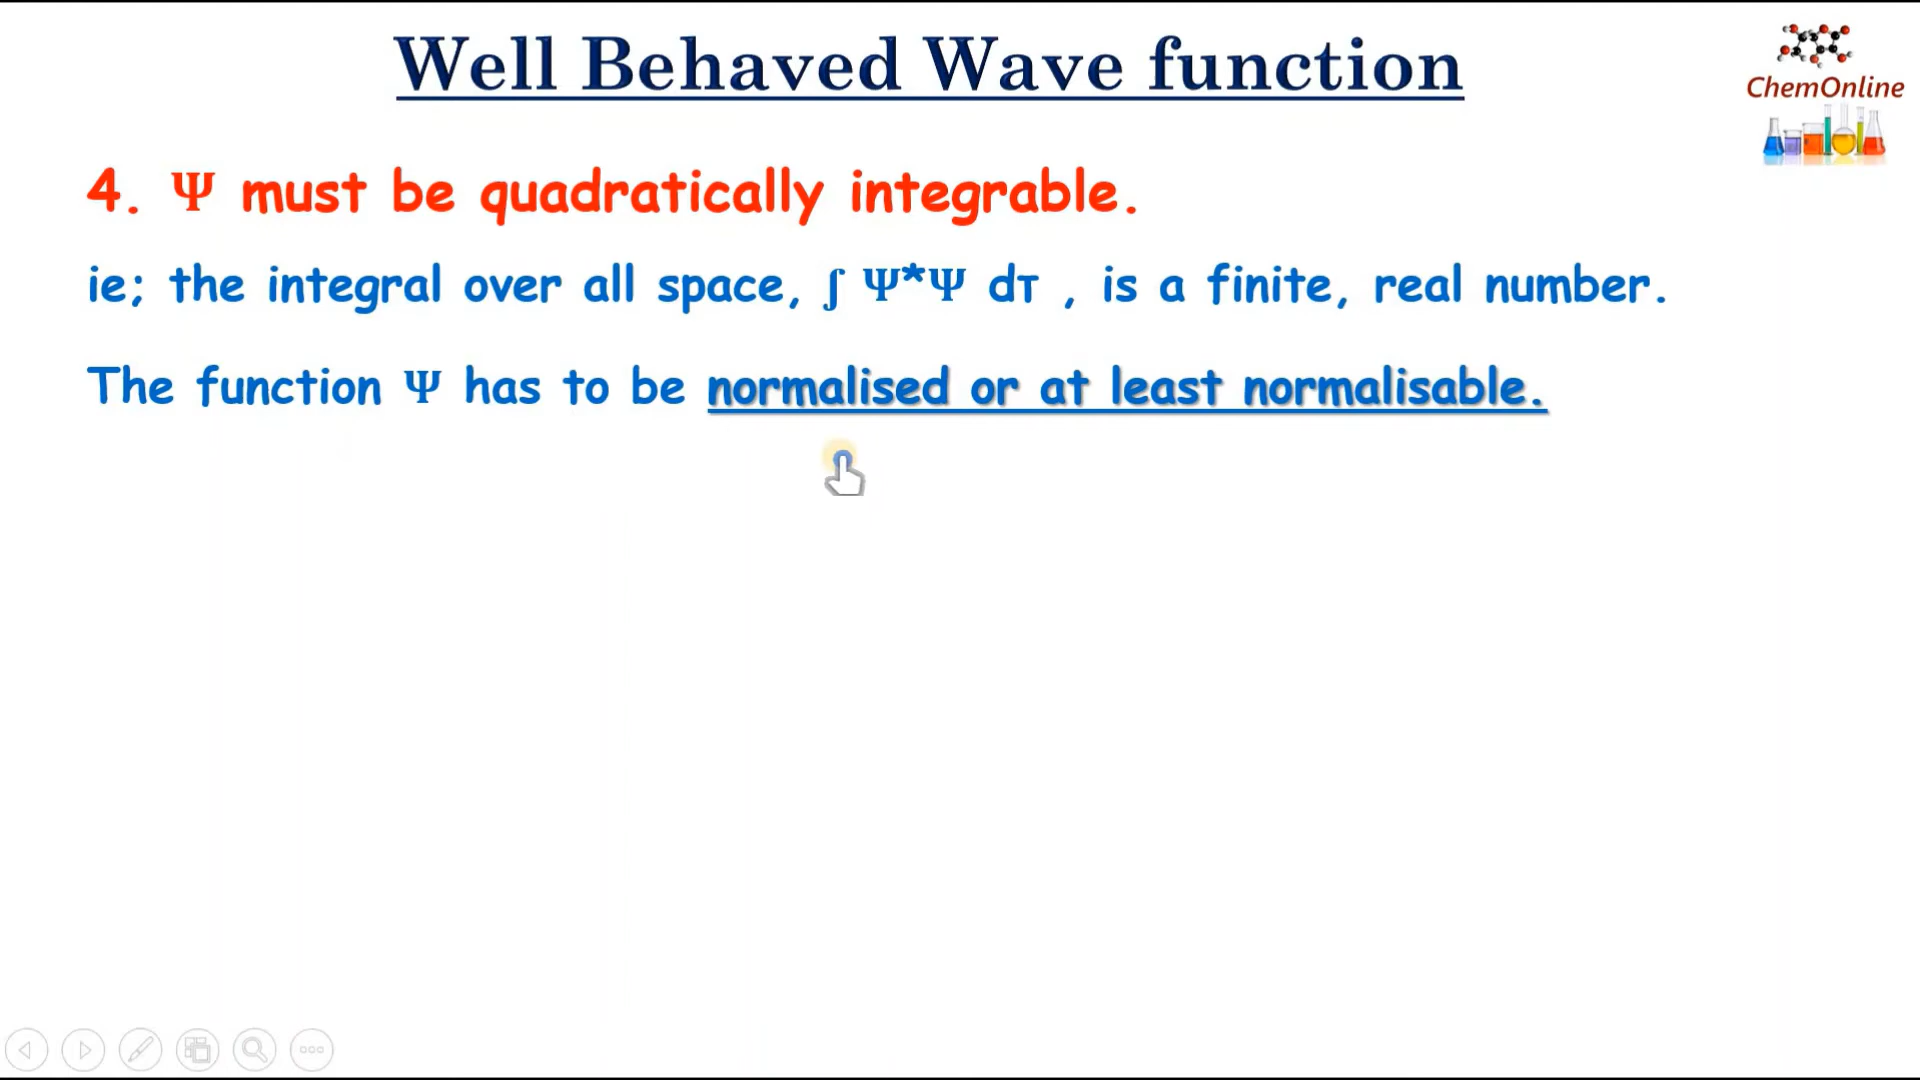 Well Behaved Wave function
ChemOnline
4. Ψ must be quadratically integrable.
ie; the integral over all space, ∫ Ψ*Ψ dτ , is a finite, real number.
The function Ψ has to be normalised or at least normalisable.